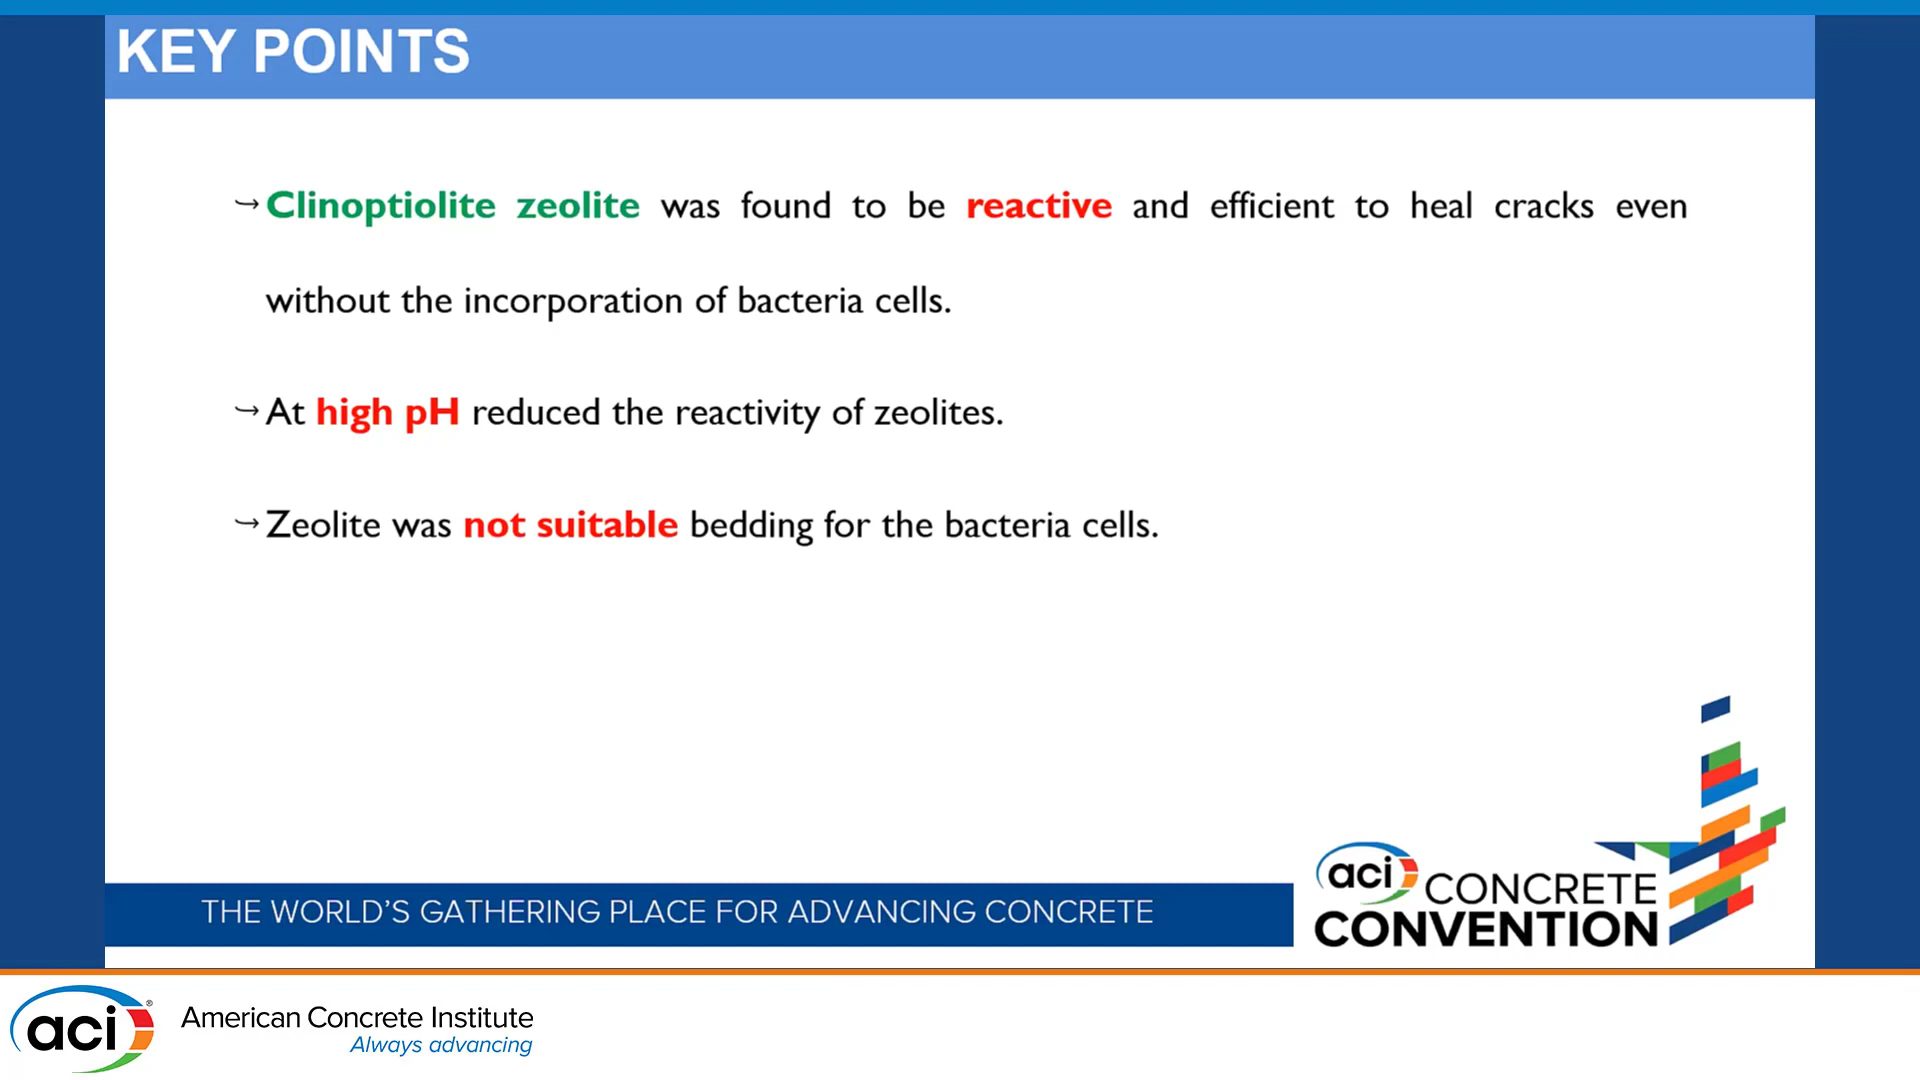 KEY POINTS
↪Clinoptiolite zeolite was found to be reactive and efficient to heal cracks even
without the incorporation of bacteria cells.
↪At high pH reduced the reactivity of zeolites.
↪Zeolite was not suitable bedding for the bacteria cells.
THE WORLD'S GATHERING PLACE FOR ADVANCING CONCRETE
aci CONCRETE
CONVENTION
aci® American Concrete Institute
Always advancing